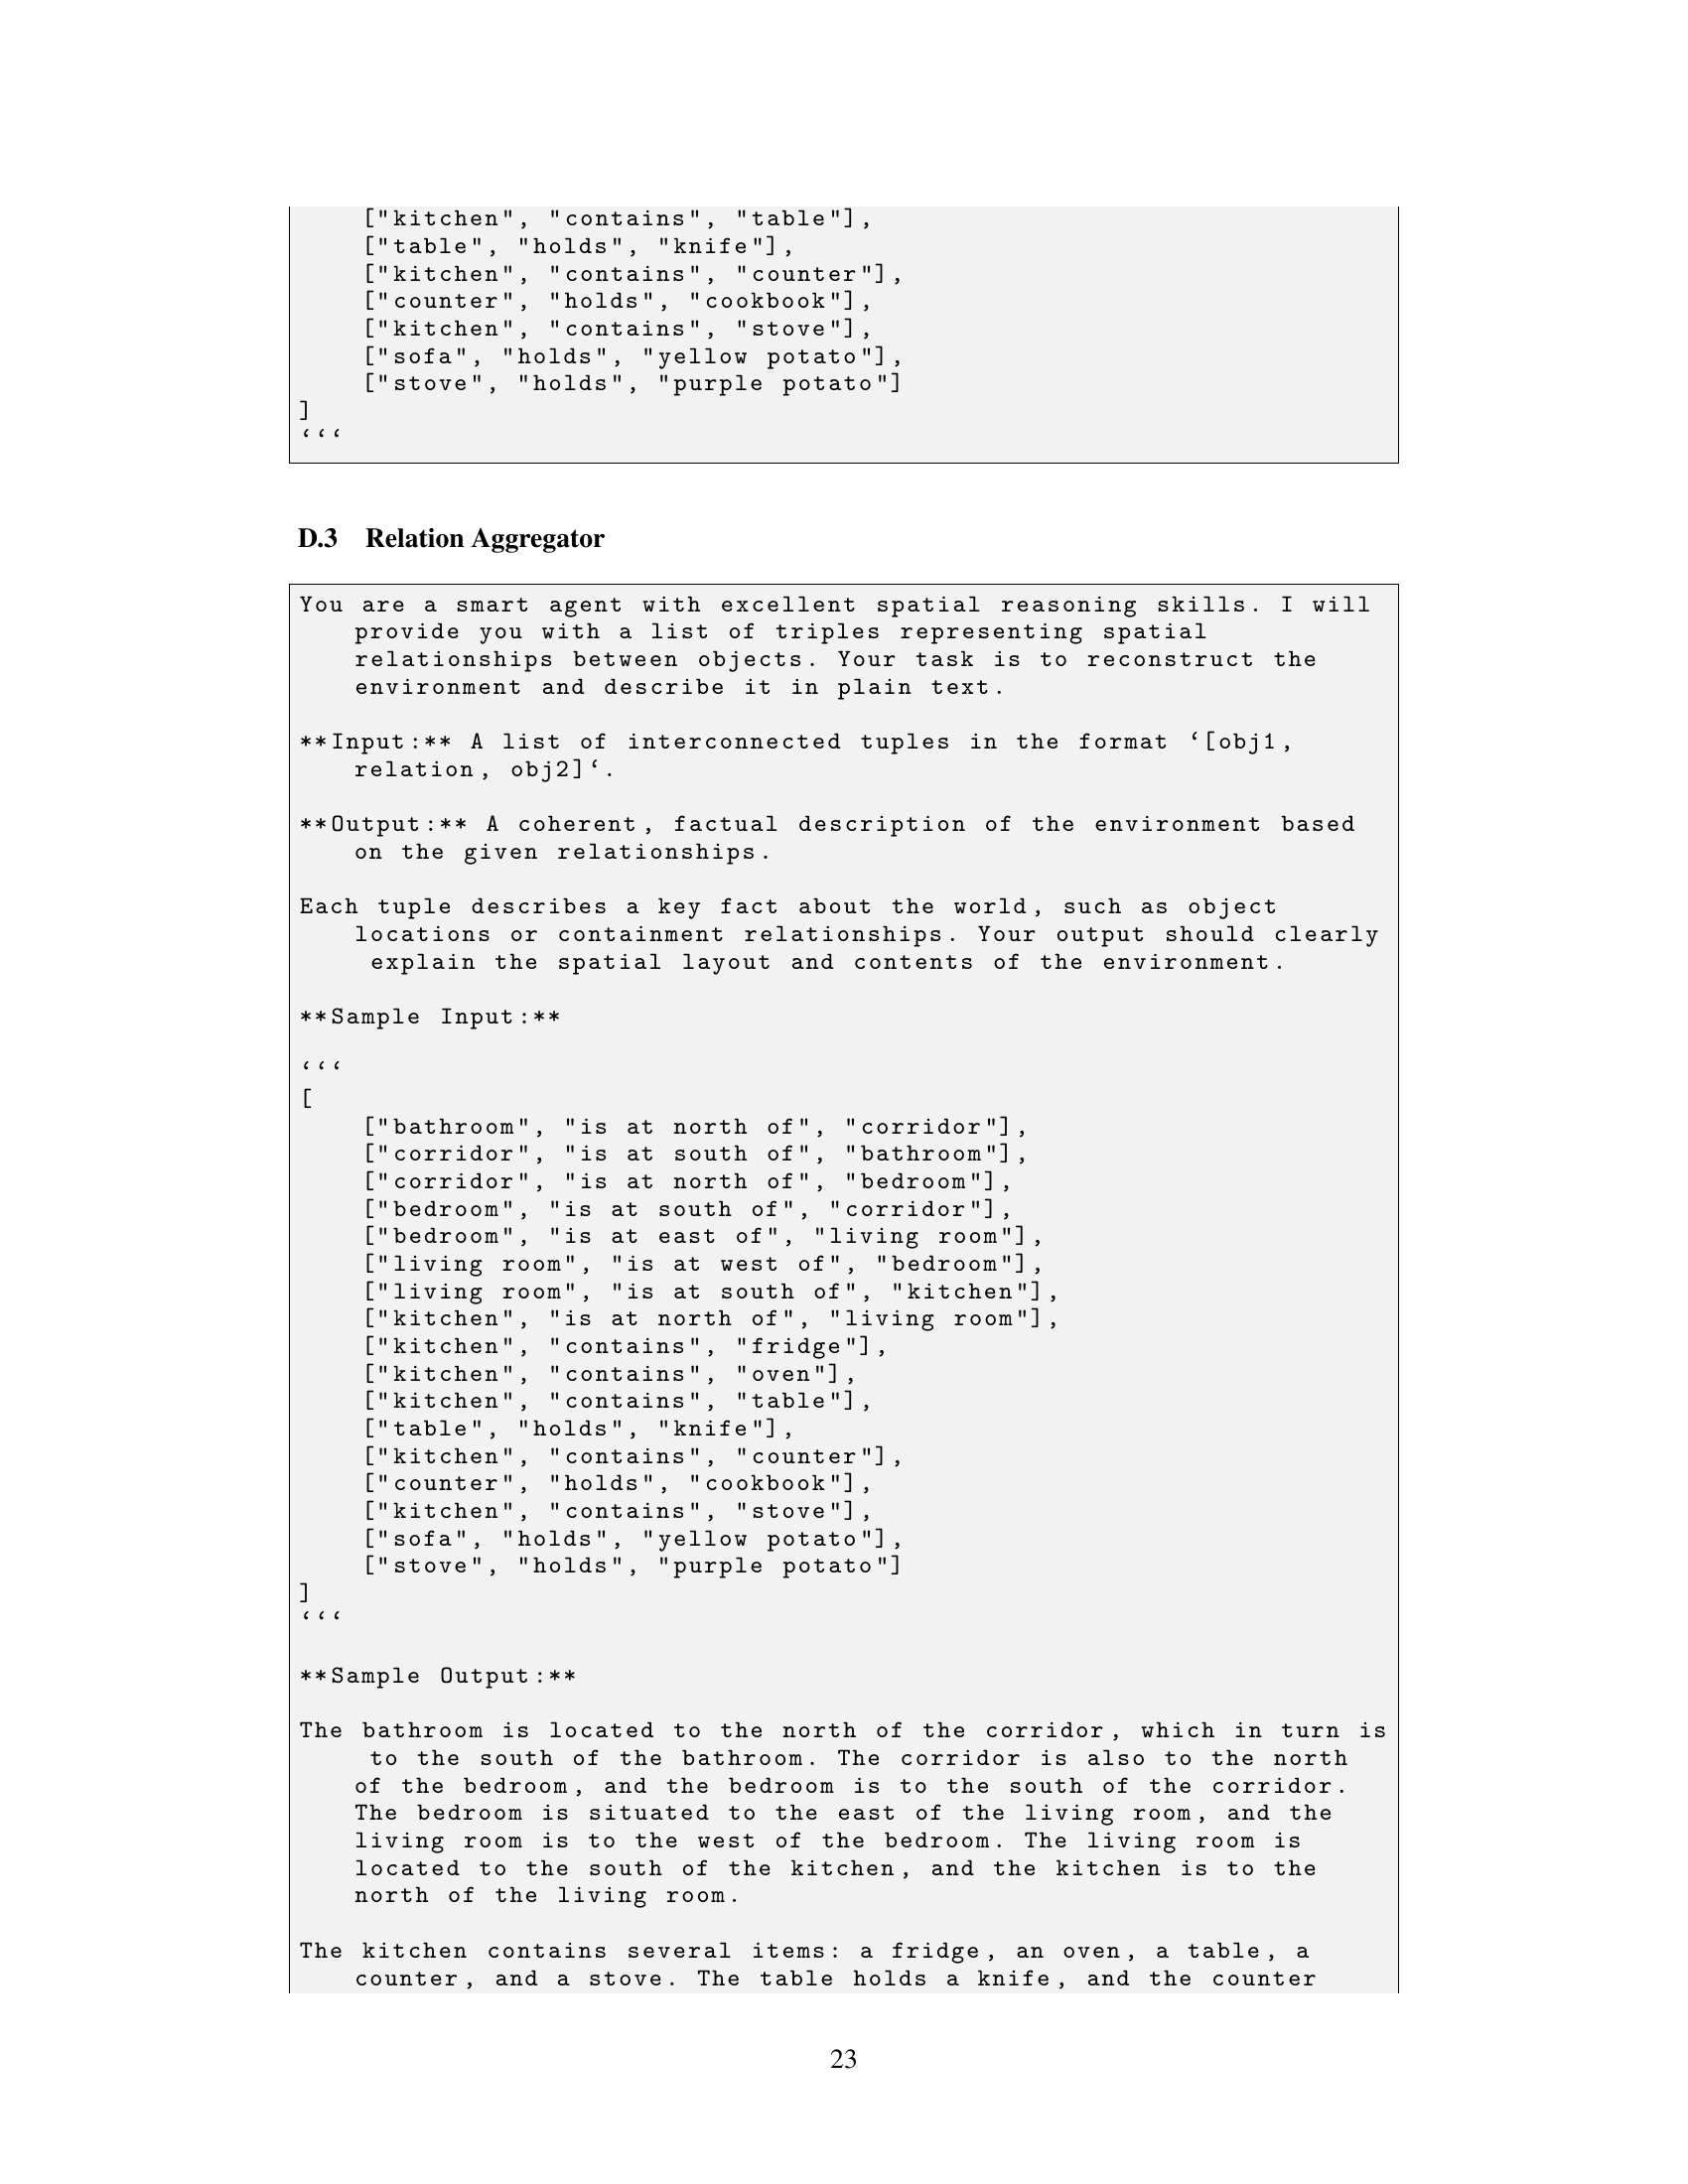 ["kitchen", "contains", "table"],
["table", "holds", "knife"],
["kitchen", "contains", "counter"],
["counter", "holds", "cookbook"],
["kitchen", "contains", "stove"],
["sofa", "holds", "yellow potato"],
["stove", "holds", "purple potato"]
]
‘‘‘
D.3 Relation Aggregator
You are a smart agent with excellent spatial reasoning skills. I will
provide you with a list of triples representing spatial
relationships between objects. Your task is to reconstruct the
environment and describe it in plain text.
**Input:** A list of interconnected tuples in the format ‘[obj1,
relation, obj2]‘.
**Output:** A coherent, factual description of the environment based
on the given relationships.
Each tuple describes a key fact about the world, such as object
locations or containment relationships. Your output should clearly
explain the spatial layout and contents of the environment.
**Sample Input:**
‘‘‘
[
["bathroom", "is at north of", "corridor"],
["corridor", "is at south of", "bathroom"],
["corridor", "is at north of", "bedroom"],
["bedroom", "is at south of", "corridor"],
["bedroom", "is at east of", "living room"],
["living room", "is at west of", "bedroom"],
["living room", "is at south of", "kitchen"],
["kitchen", "is at north of", "living room"],
["kitchen", "contains", "fridge"],
["kitchen", "contains", "oven"],
["kitchen", "contains", "table"],
["table", "holds", "knife"],
["kitchen", "contains", "counter"],
["counter", "holds", "cookbook"],
["kitchen", "contains", "stove"],
["sofa", "holds", "yellow potato"],
["stove", "holds", "purple potato"]
]
‘‘‘
**Sample Output:**
The bathroom is located to the north of the corridor, which in turn is
to the south of the bathroom. The corridor is also to the north
of the bedroom, and the bedroom is to the south of the corridor.
The bedroom is situated to the east of the living room, and the
living room is to the west of the bedroom. The living room is
located to the south of the kitchen, and the kitchen is to the
north of the living room.
The kitchen contains several items: a fridge, an oven, a table, a
counter, and a stove. The table holds a knife, and the counter
23